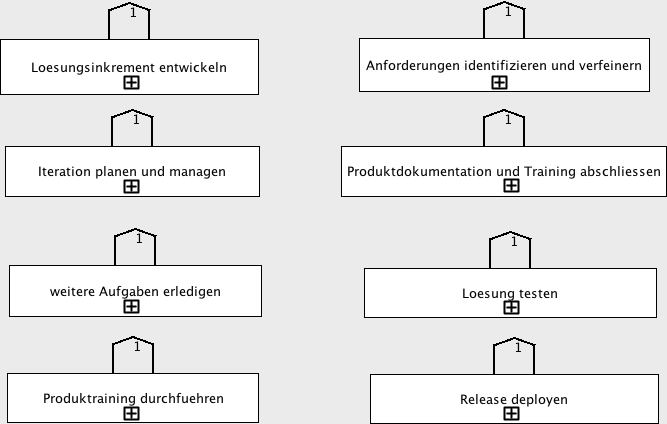 1
Loesungsinkrement entwickeln
1
Anforderungen identifizieren und verfeinern
1
Iteration planen und managen
1
Produktdokumentation und Training abschliessen
1
weitere Aufgaben erledigen
1
Loesung testen
1
Produktraining durchfuehren
1
Release deployen